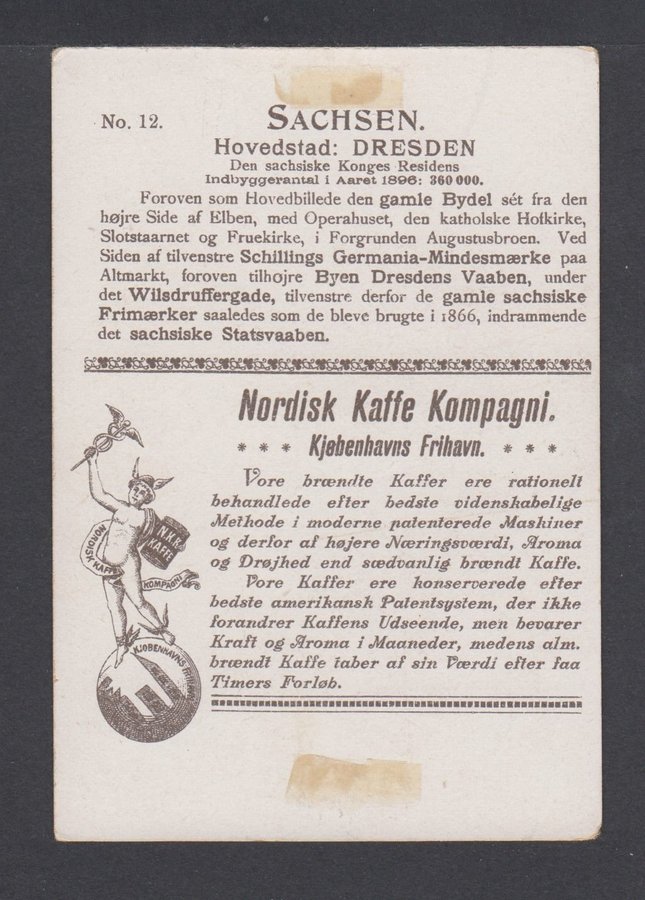 No. 12.
SACHSEN.
Hovedstad: DRESDEN
Den sachsiske Konges Residens
Indbyggerantal i Aaret 1896: 360 000.
Foroven som Hovedbillede den gamle Bydel sét fra den
højre Side af Elben, med Operahuset, den katholske Hofkirke,
Slotstaarnet og Fruekirke, i Forgrunden Augustusbroen. Ved
Siden af tilvenstre Schillings Germania-Mindesmærke paa
Altmarkt, foroven tilhøjre Byen Dresdens Vaaben, under
det Wilsdruffergade, tilvenstre derfor de gamle sachsiske
Frimærker saaledes som de bleve brugte i 1866, indrammende
det sachsiske Statsvaaben.
Nordisk Kaffe Kompagni.
* * * Kjøbenhavns Frihavn. * * *
Vore brændte Kaffer ere rationelt
behandlede efter bedste videnskabelige
Methode i moderne patenterede Maskiner
og derfor af højere Næringsværdi, Aroma
og Drøjhed end sædvanlig brændt Kaffe.
Vore Kaffer ere konserverede efter
bedste amerikansk Patentsystem, der ikke
forandrer Kaffens Udseende, men bevarer
Kraft og Aroma i Maaneder, medens alm.
brændt Kaffe taber af sin Værdi efter faa
Timers Forløb.
N.K.K.
KAFFE
NORDISK KAFFE
KOMPAGNI
KJØBENHAVNS FRIHAVN